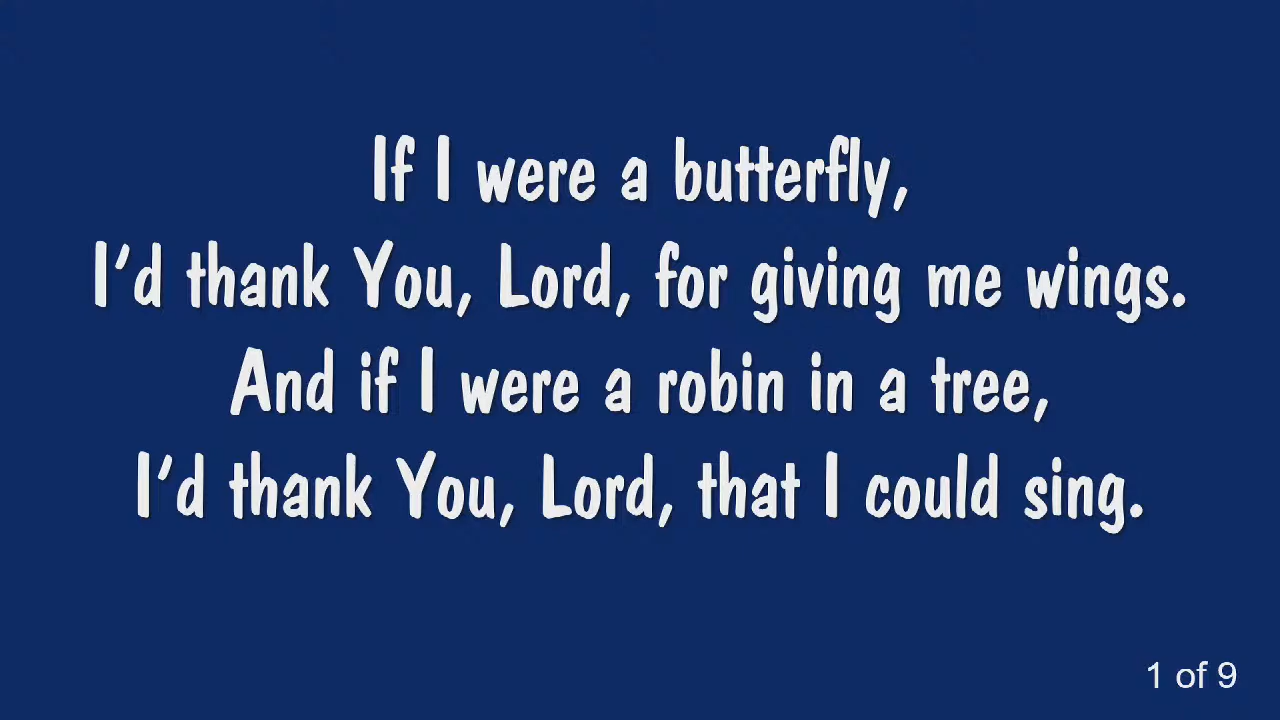 If I were a butterfly,
I’d thank You, Lord, for giving me wings.
And if I were a robin in a tree,
I’d thank You, Lord, that I could sing.
1 of 9